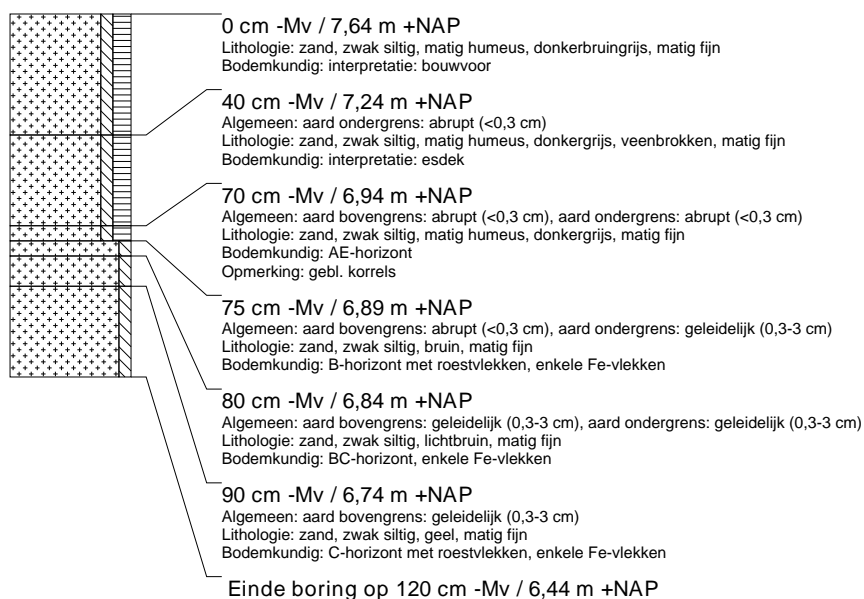 0 cm -Mv / 7,64 m +NAP
Lithologie: zand, zwak siltig, matig humeus, donkerbruingrijs, matig fijn
Bodemkundig: interpretatie: bouwvoor
40 cm -Mv / 7,24 m +NAP
Algemeen: aard ondergrens: abrupt (<0,3 cm)
Lithologie: zand, zwak siltig, matig humeus, donkergrijs, veenbrokken, matig fijn
Bodemkundig: interpretatie: esdek
70 cm -Mv / 6,94 m +NAP
Algemeen: aard bovengrens: abrupt (<0,3 cm), aard ondergrens: abrupt (<0,3 cm)
Lithologie: zand, zwak siltig, matig humeus, donkergrijs, matig fijn
Bodemkundig: AE-horizont
Opmerking: gebl. korrels
75 cm -Mv / 6,89 m +NAP
Algemeen: aard bovengrens: abrupt (<0,3 cm), aard ondergrens: geleidelijk (0,3-3 cm)
Lithologie: zand, zwak siltig, bruin, matig fijn
Bodemkundig: B-horizont met roestvlekken, enkele Fe-vlekken
80 cm -Mv / 6,84 m +NAP
Algemeen: aard bovengrens: geleidelijk (0,3-3 cm), aard ondergrens: geleidelijk (0,3-3 cm)
Lithologie: zand, zwak siltig, lichtbruin, matig fijn
Bodemkundig: BC-horizont, enkele Fe-vlekken
90 cm -Mv / 6,74 m +NAP
Algemeen: aard bovengrens: geleidelijk (0,3-3 cm)
Lithologie: zand, zwak siltig, geel, matig fijn
Bodemkundig: C-horizont met roestvlekken, enkele Fe-vlekken
Einde boring op 120 cm -Mv / 6,44 m +NAP